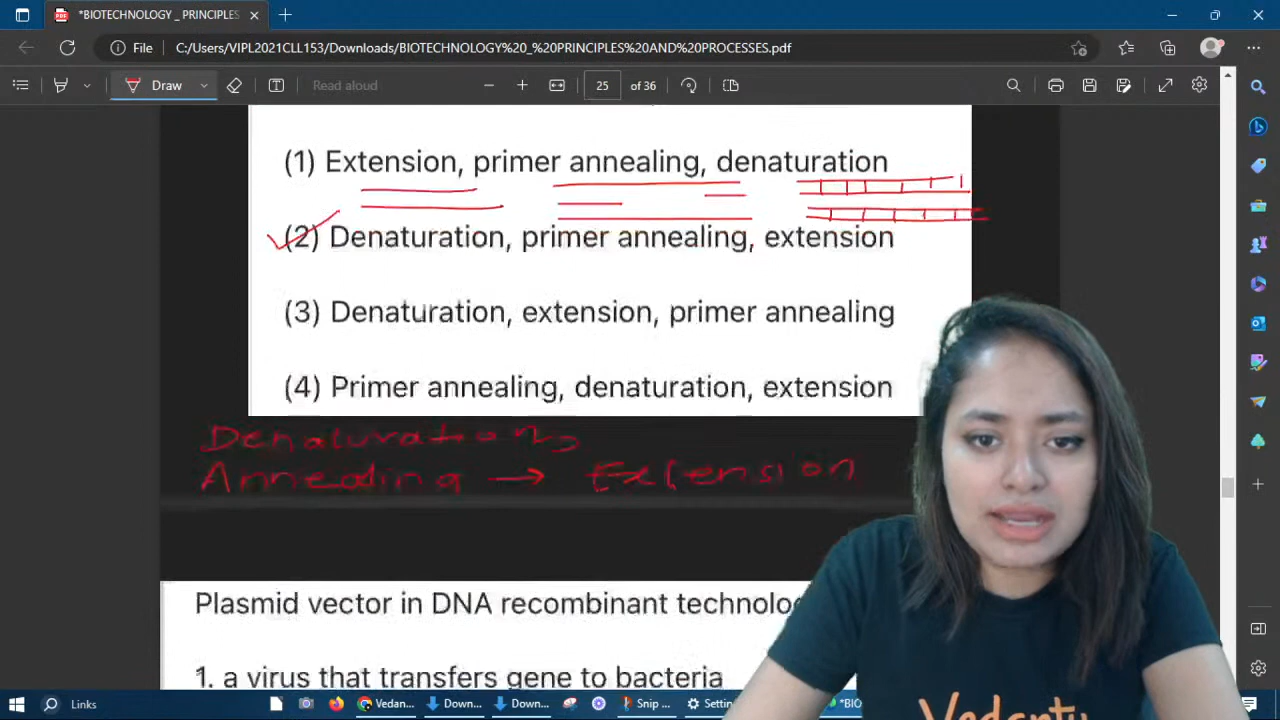 *BIOTECHNOLOGY _ PRINCIPLES
File C:/Users/VIPL2021CLL153/Downloads/BIOTECHNOLOGY%20_%20PRINCIPLES%20AND%20PROCESSES.pdf
Draw Read aloud 25 of 36
(1) Extension, primer annealing, denaturation
(2) Denaturation, primer annealing, extension
(3) Denaturation, extension, primer annealing
(4) Primer annealing, denaturation, extension
Denaturation,
Annealing → Extension
Plasmid vector in DNA recombinant technolo
1. a virus that transfers gene to bacteria
Vedantu
Links Vedan... Down... Down... Snip ... Settin *BIO